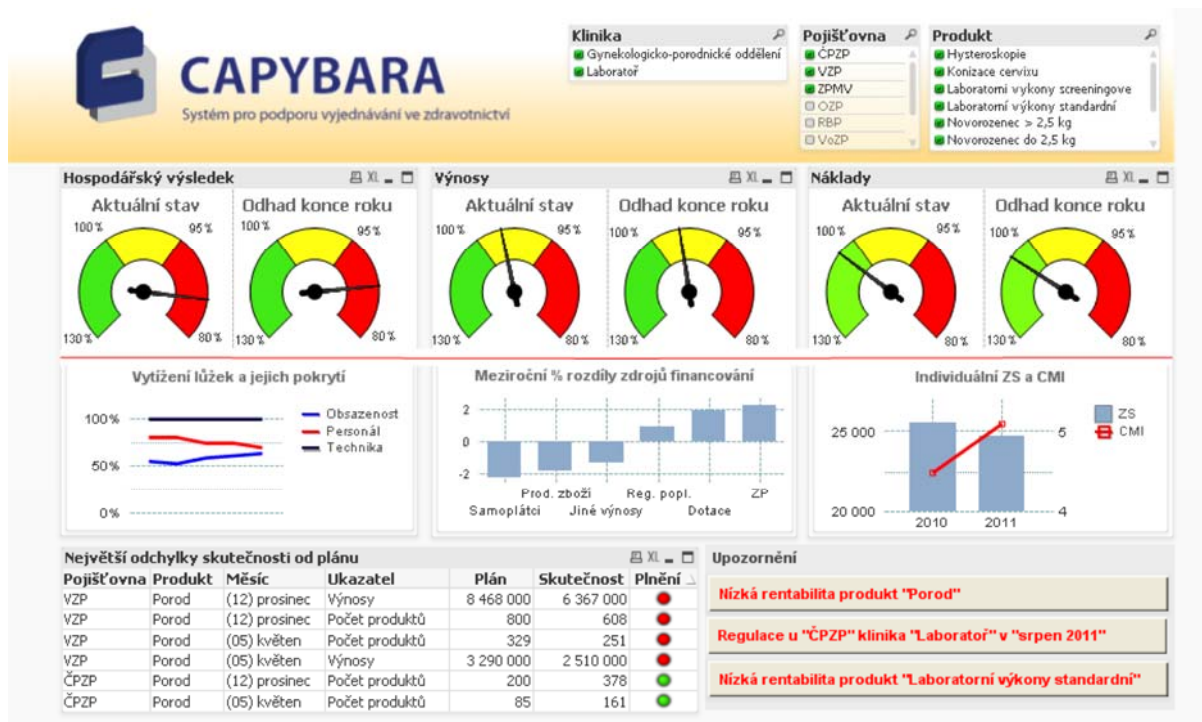 CAPYBARA
Systém pro podporu vyjednávání ve zdravotnictví
Klinika
Gynekologicko-porodnické oddělení
Laboratoř
Pojišťovna
ČPZP
VZP
ZPMV
OZP
RBP
VoZP
Produkt
Hysteroskopie
Konizace cervixu
Laboratorni vykony screeningove
Laboratorní výkony standardní
Novorozenec > 2,5 kg
Novorozenec do 2,5 kg
Hospodářský výsledek
XL
Aktuální stav
100 %
95 %
130 %
80 %
Odhad konce roku
100 %
95 %
130 %
80 %
Výnosy
XL
Aktuální stav
100 %
95 %
130 %
80 %
Odhad konce roku
100 %
95 %
130 %
80 %
Náklady
XL
Aktuální stav
100 %
95 %
130 %
80 %
Odhad konce roku
100 %
95 %
130 %
80 %
Vytížení lůžek a jejich pokrytí
100%
50%
0%
Obsazenost
Personál
Technika
Meziroční % rozdíly zdrojů financování
2
0
-2
Prod. zboží Reg. popl. ZP
Samoplátci Jiné výnosy Dotace
Individuální ZS a CMI
25 000
20 000
5
4
2010 2011
ZS
CMI
Největší odchylky skutečnosti od plánu
XL
Pojišťovna Produkt Měsíc Ukazatel Plán Skutečnost Plnění
VZP Porod (12) prosinec Výnosy 8 468 000 6 367 000
VZP Porod (12) prosinec Počet produktů 800 608
VZP Porod (05) květen Počet produktů 329 251
VZP Porod (05) květen Výnosy 3 290 000 2 510 000
ČPZP Porod (12) prosinec Počet produktů 200 378
ČPZP Porod (05) květen Počet produktů 85 161
Upozornění
Nízká rentabilita produkt "Porod"
Regulace u "ČPZP" klinika "Laboratoř" v "srpen 2011"
Nízká rentabilita produkt "Laboratorní výkony standardní"